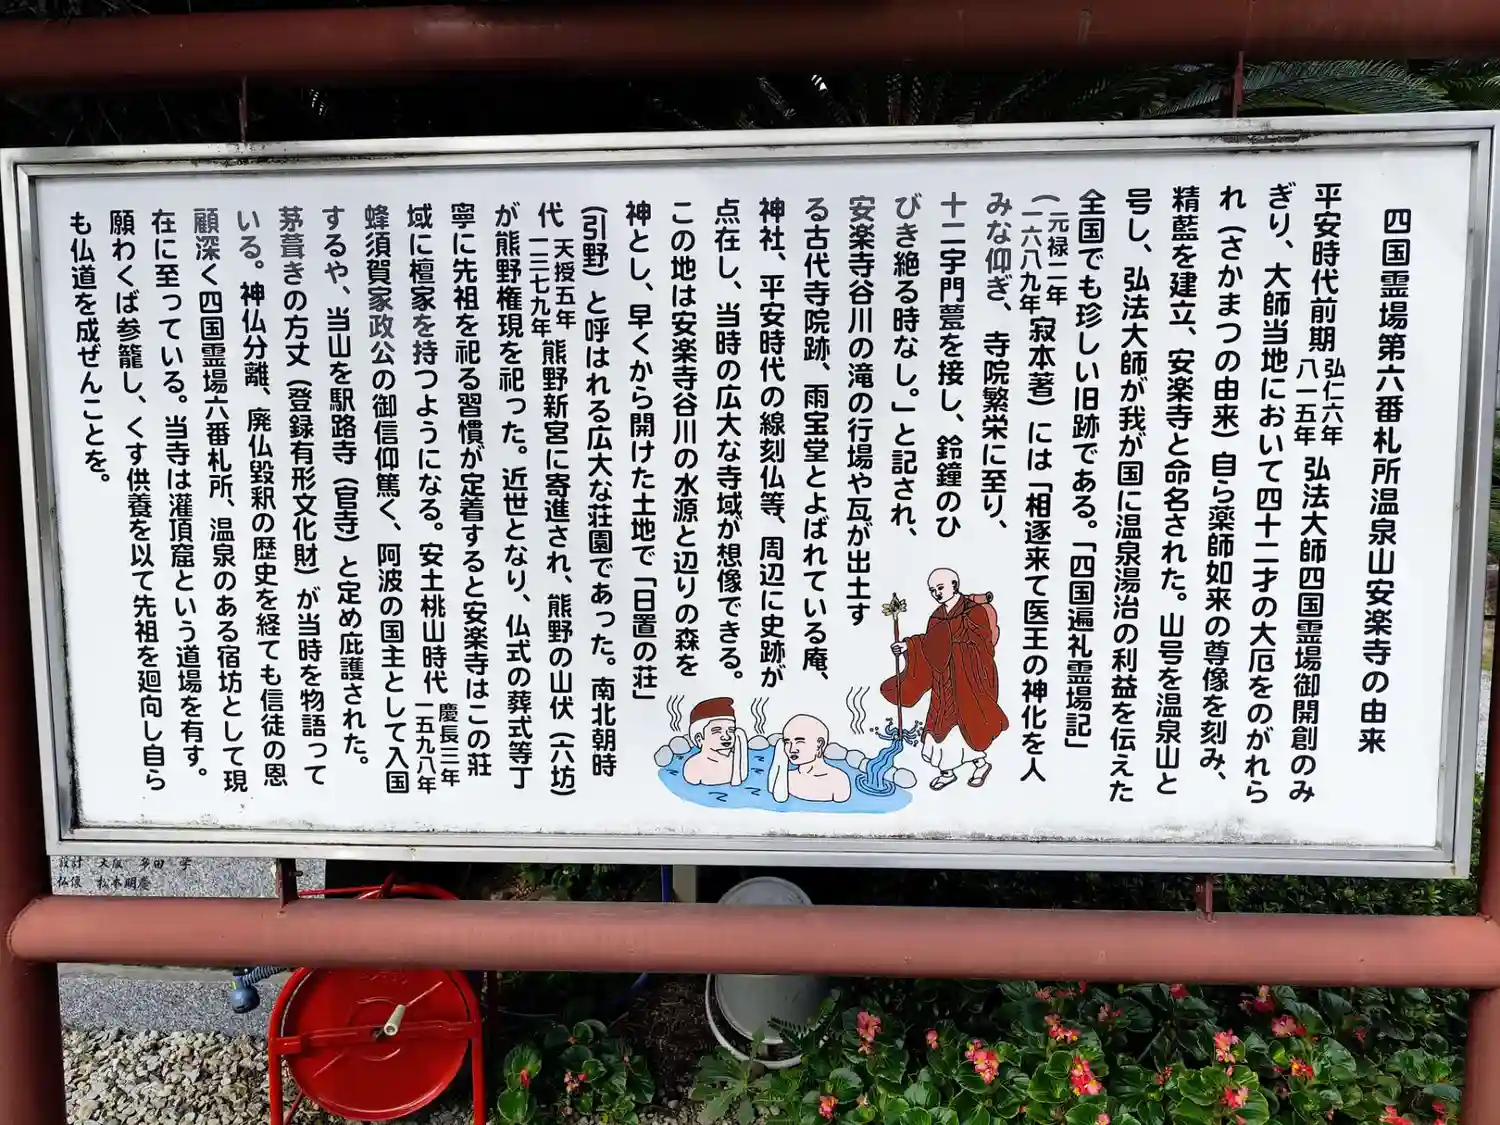 四国霊場第六番札所温泉山安楽寺の由来
平安時代前期 弘仁六年 八一五年 弘法大師四国霊場御開創のみ
ぎり、大師当地において四十二才の大厄をのがれら
れ（さかまつの由来）自ら薬師如来の尊像を刻み、
精藍を建立、安楽寺と命名された。山号を温泉山と
号し、弘法大師が我が国に温泉湯治の利益を伝えた
全国でも珍しい旧跡である。「四国遍礼霊場記」
（元禄二年 一六八九年 寂本著）には「相逐来て医王の神化を人
みな仰ぎ、寺院繁栄に至り、
十二宇門薹を接し、鈴鐘のひ
びき絶る時なし。」と記され、
安楽寺谷川の滝の行場や瓦が出土す
る古代寺院跡、雨宝堂とよばれている庵、
神社、平安時代の線刻仏等、周辺に史跡が
点在し、当時の広大な寺域が想像できる。
この地は安楽寺谷川の水源と辺りの森を
神とし、早くから開けた土地で「日置の荘」
（引野）と呼ばれる広大な荘園であった。南北朝時
代 天授五年 一三七九年 熊野新宮に寄進され、熊野の山伏（六坊）
が熊野権現を祀った。近世となり、仏式の葬式等丁
寧に先祖を祀る習慣が定着すると安楽寺はこの荘
域に檀家を持つようになる。安土桃山時代 慶長三年 一五九八年
蜂須賀家政公の御信仰篤く、阿波の国主として入国
するや、当山を駅路寺（官寺）と定め庇護された。
茅葺きの方丈（登録有形文化財）が当時を物語って
いる。神仏分離、廃仏毀釈の歴史を経ても信徒の恩
顧深く四国霊場六番札所、温泉のある宿坊として現
在に至っている。当寺は灌頂窟という道場を有す。
願わくば参籠し、くす供養を以て先祖を廻向し自ら
も仏道を成ぜんことを。
設計 大阪 多田 学
仏像 松本明慶